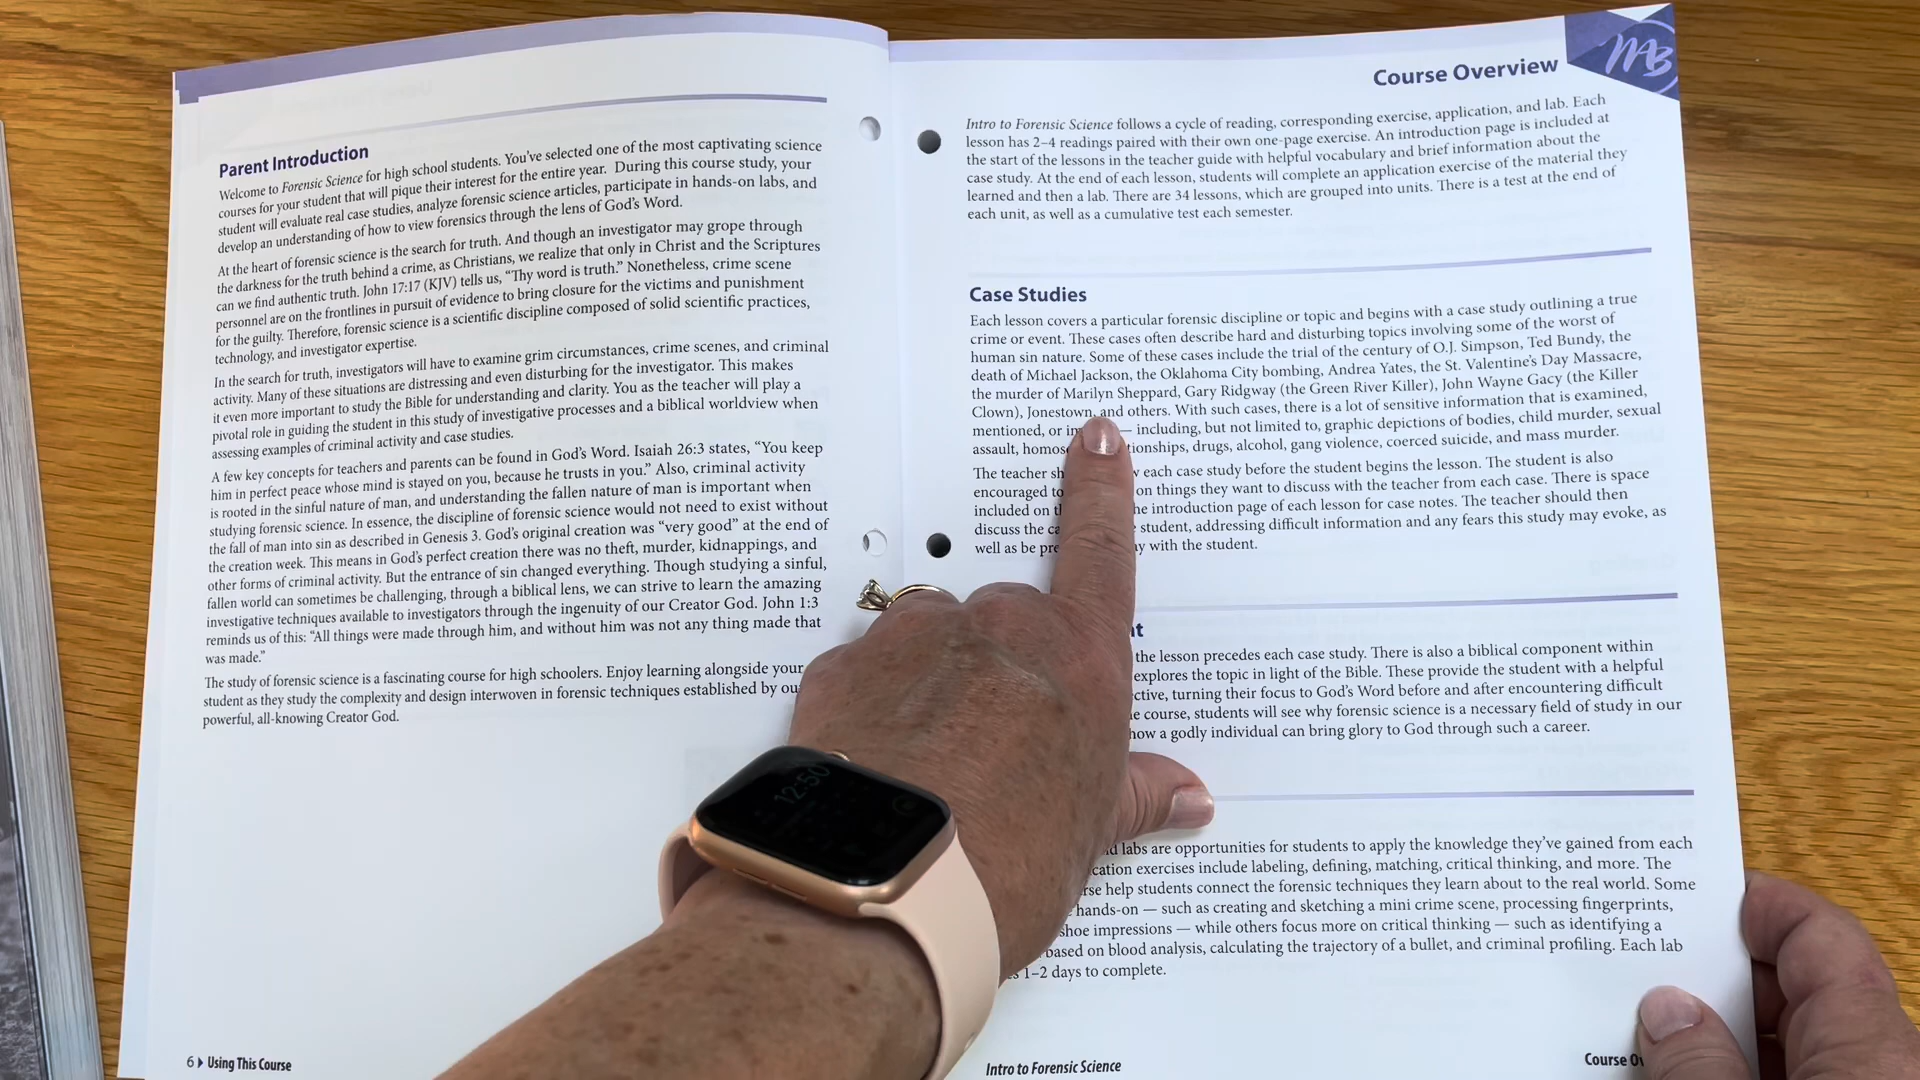 Parent Introduction
Welcome to Forensic Science for high school students. You've selected one of the most captivating science
courses for your student that will pique their interest for the entire year. During this course study, your
student will evaluate real case studies, analyze forensic science articles, participate in hands-on labs, and
develop an understanding of how to view forensics through the lens of God's Word.
At the heart of forensic science is the search for truth. And though an investigator may grope through
the darkness for the truth behind a crime, as Christians, we realize that only in Christ and the Scriptures
can we find authentic truth. John 17:17 (KJV) tells us, “Thy word is truth.” Nonetheless, crime scene
personnel are on the frontlines in pursuit of evidence to bring closure for the victims and punishment
for the guilty. Therefore, forensic science is a scientific discipline composed of solid scientific practices,
technology, and investigator expertise.
In the search for truth, investigators will have to examine grim circumstances, crime scenes, and criminal
activity. Many of these situations are distressing and even disturbing for the investigator. This makes
it even more important to study the Bible for understanding and clarity. You as the teacher will play a
pivotal role in guiding the student in this study of investigative processes and a biblical worldview when
assessing examples of criminal activity and case studies.
A few key concepts for teachers and parents can be found in God's Word. Isaiah 26:3 states, “You keep
him in perfect peace whose mind is stayed on you, because he trusts in you.” Also, criminal activity
is rooted in the sinful nature of man, and understanding the fallen nature of man is important when
studying forensic science. In essence, the discipline of forensic science would not need to exist without
the fall of man into sin as described in Genesis 3. God's original creation was “very good” at the end of
the creation week. This means in God's perfect creation there was no theft, murder, kidnappings, and
other forms of criminal activity. But the entrance of sin changed everything. Though studying a sinful,
fallen world can sometimes be challenging, through a biblical lens, we can strive to learn the amazing
investigative techniques available to investigators through the ingenuity of our Creator God. John 1:3
reminds us of this: “All things were made through him, and without him was not any thing made that
was made.”
The study of forensic science is a fascinating course for high schoolers. Enjoy learning alongside your
student as they study the complexity and design interwoven in forensic techniques established by ou
powerful, all-knowing Creator God.
6 Using This Course
MB
Course Overview
Intro to Forensic Science follows a cycle of reading, corresponding exercise, application, and lab. Each
lesson has 2–4 readings paired with their own one-page exercise. An introduction page is included at
the start of the lessons in the teacher guide with helpful vocabulary and brief information about the
case study. At the end of each lesson, students will complete an application exercise of the material they
learned and then a lab. There are 34 lessons, which are grouped into units. There is a test at the end of
each unit, as well as a cumulative test each semester.
Case Studies
Each lesson covers a particular forensic discipline or topic and begins with a case study outlining a true
crime or event. These cases often describe hard and disturbing topics involving some of the worst of
human sin nature. Some of these cases include the trial of the century of O.J. Simpson, Ted Bundy, the
death of Michael Jackson, the Oklahoma City bombing, Andrea Yates, the St. Valentine's Day Massacre,
the murder of Marilyn Sheppard, Gary Ridgway (the Green River Killer), John Wayne Gacy (the Killer
Clown), Jonestown, and others. With such cases, there is a lot of sensitive information that is examined,
mentioned, or im — including, but not limited to, graphic depictions of bodies, child murder, sexual
assault, homos tionships, drugs, alcohol, gang violence, coerced suicide, and mass murder.
The teacher sh w each case study before the student begins the lesson. The student is also
encouraged to on things they want to discuss with the teacher from each case. There is space
included on t he introduction page of each lesson for case notes. The teacher should then
discuss the ca student, addressing difficult information and any fears this study may evoke, as
well as be pre y with the student.
nt
the lesson precedes each case study. There is also a biblical component within
explores the topic in light of the Bible. These provide the student with a helpful
ctive, turning their focus to God's Word before and after encountering difficult
e course, students will see why forensic science is a necessary field of study in our
how a godly individual can bring glory to God through such a career.
d labs are opportunities for students to apply the knowledge they've gained from each
cation exercises include labeling, defining, matching, critical thinking, and more. The
rse help students connect the forensic techniques they learn about to the real world. Some
hands-on — such as creating and sketching a mini crime scene, processing fingerprints,
shoe impressions — while others focus more on critical thinking — such as identifying a
based on blood analysis, calculating the trajectory of a bullet, and criminal profiling. Each lab
s 1–2 days to complete.
Intro to Forensic Science
Course O
12:50